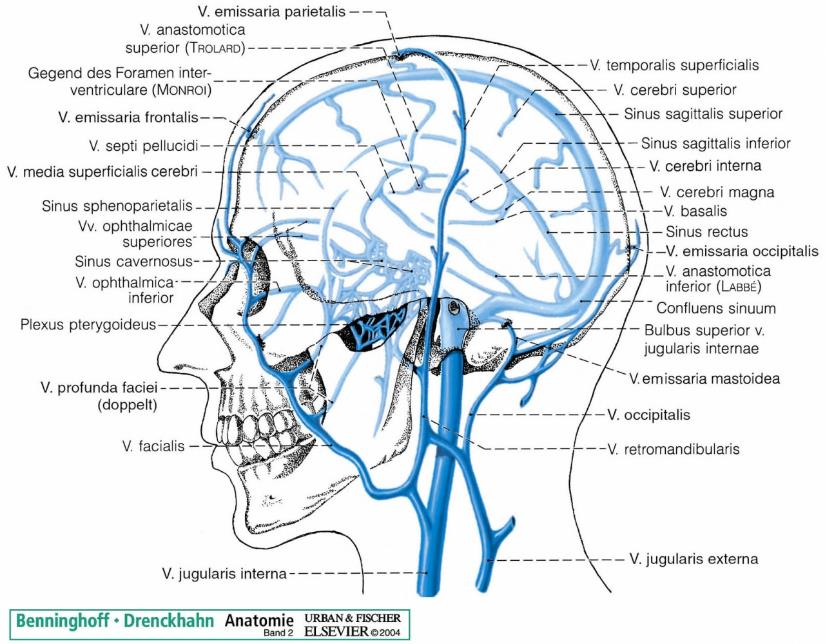 V. emissaria parietalis
V. anastomotica
superior (TROLARD)
Gegend des Foramen inter-
ventriculare (MONROI)
V. emissaria frontalis
V. septi pellucidi
V. media superficialis cerebri
Sinus sphenoparietalis
Vv. ophthalmicae
superiores
Sinus cavernosus
V. ophthalmica
inferior
Plexus pterygoideus
V. profunda faciei
(doppelt)
V. facialis
V. jugularis interna
V. temporalis superficialis
V. cerebri superior
Sinus sagittalis superior
Sinus sagittalis inferior
V. cerebri interna
V. cerebri magna
V. basalis
Sinus rectus
V. emissaria occipitalis
V. anastomotica
inferior (LABBÉ)
Confluens sinuum
Bulbus superior v.
jugularis internae
V. emissaria mastoidea
V. occipitalis
V. retromandibularis
V. jugularis externa
Benninghoff • Drenckhahn Anatomie URBAN & FISCHER
Band 2 ELSEVIER © 2004